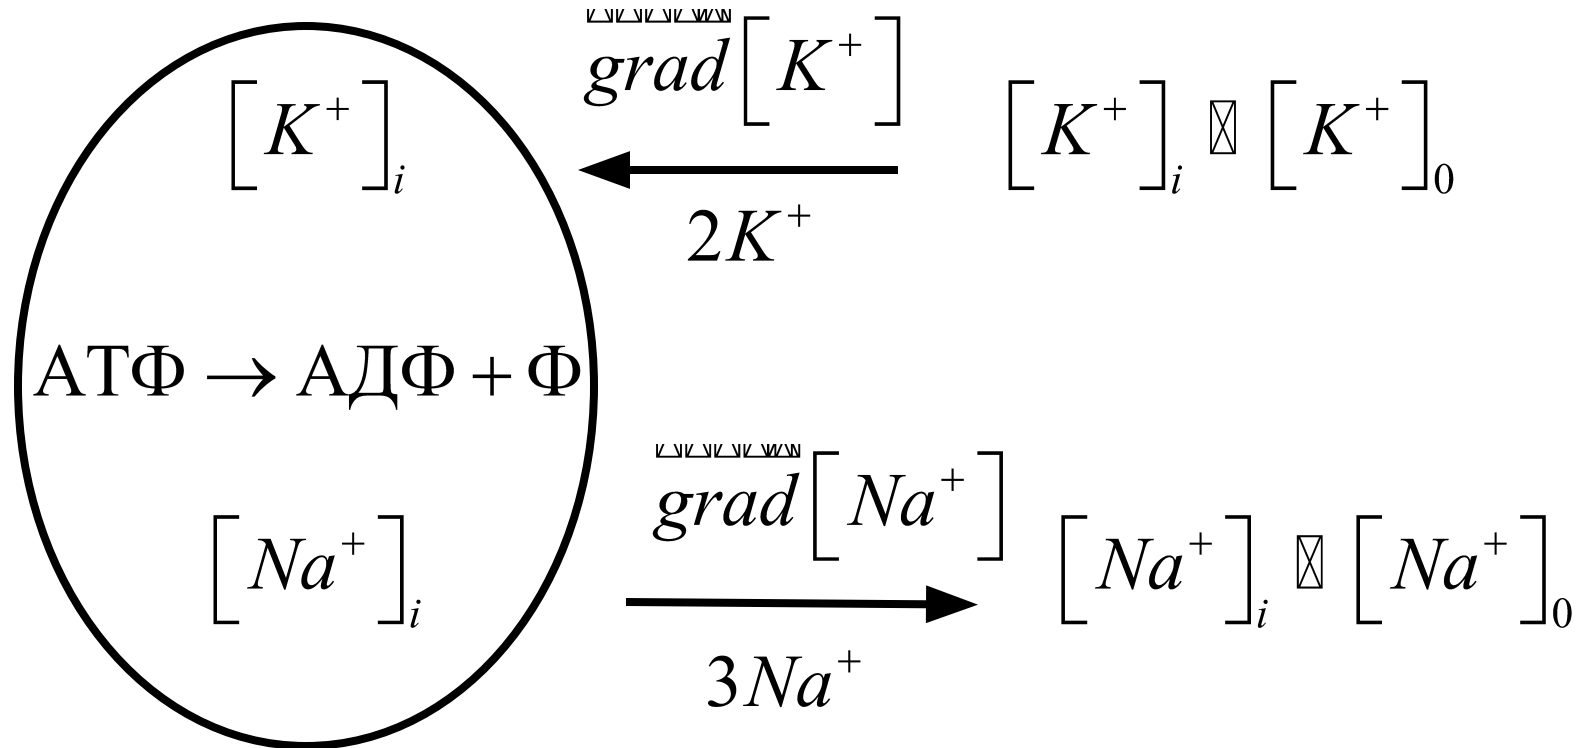 grad[K⁺]
[K⁺]ᵢ
[K⁺]ᵢ [K⁺]₀
2K⁺
АТФ → АДФ + Ф
grad[Na⁺]
[Na⁺]ᵢ
[Na⁺]ᵢ [Na⁺]₀
3Na⁺